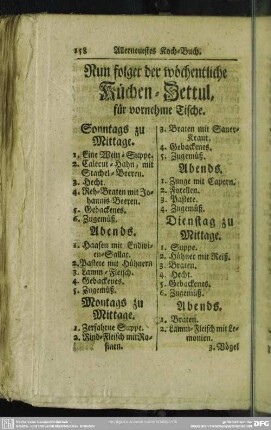 158 Allerneuestes Koch-Buch.
Nun folget der wöchentliche
Küchen-Zettul,
für vornehme Tische.
Sonntags zu
Mittage.
1. Eine Wein-Suppe.
2. Calecut-Hahn, mit
Stachel-Beeren.
3. Hecht.
4. Reh-Braten mit Jo-
hannis-Beeren.
5. Gebackenes.
6. Zugemüß.
Abends.
1. Haasen mit Endivi-
en-Sallat.
2. Pastete mit Hühnern
3. Lamm-Fleisch.
4. Gebackenes.
5. Zugemüß.
Montags zu
Mittage.
1. Zerfahrne Suppe.
2. Rind-Fleisch mit Ra-
sinen.
3. Braten mit Sauer-
Kraut.
4. Gebackenes.
5. Zugemüß.
Abends.
1. Zunge mit Capern.
2. Forellen.
3. Pastete.
4. Zugemüß.
Dienstag zu
Mittage.
1. Suppe.
2. Hühner mit Reiß.
3. Braten.
4. Hecht.
5. Gebackenes.
6. Zugemüß.
Abends.
1. Braten.
2. Lamm-Fleisch mit Le-
monien.
3. Vögel
DFG